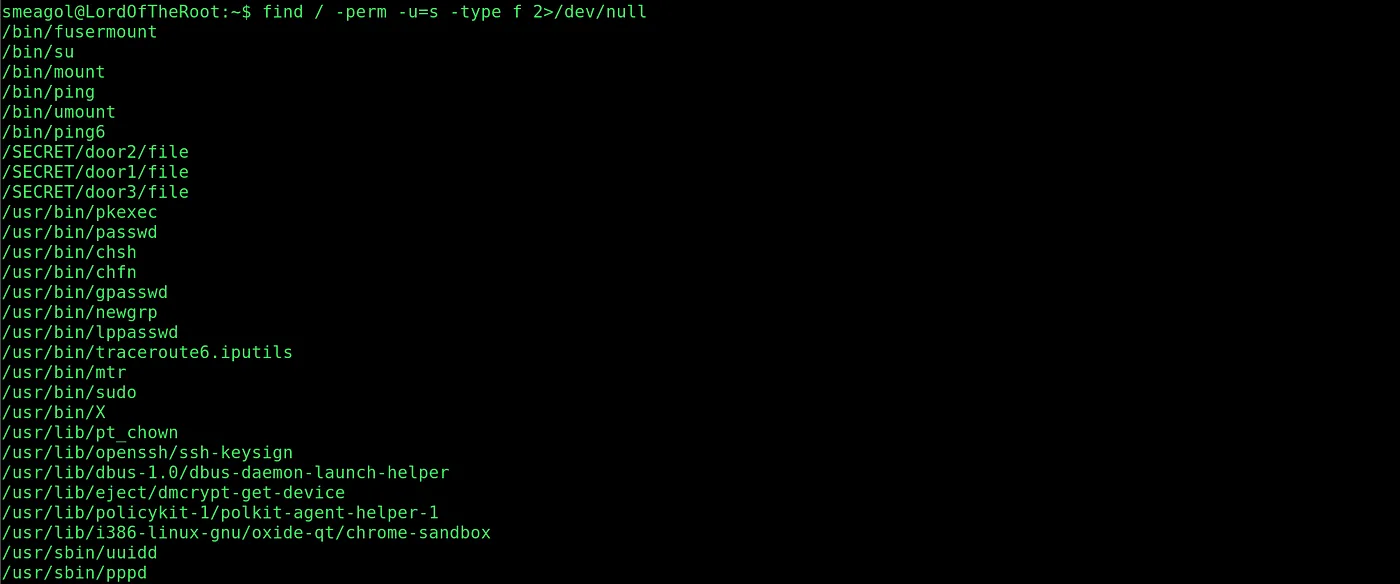 smeagol@LordOfTheRoot:~$ find / -perm -u=s -type f 2>/dev/null
/bin/fusermount
/bin/su
/bin/mount
/bin/ping
/bin/umount
/bin/ping6
/SECRET/door2/file
/SECRET/door1/file
/SECRET/door3/file
/usr/bin/pkexec
/usr/bin/passwd
/usr/bin/chsh
/usr/bin/chfn
/usr/bin/gpasswd
/usr/bin/newgrp
/usr/bin/lppasswd
/usr/bin/traceroute6.iputils
/usr/bin/mtr
/usr/bin/sudo
/usr/bin/X
/usr/lib/pt_chown
/usr/lib/openssh/ssh-keysign
/usr/lib/dbus-1.0/dbus-daemon-launch-helper
/usr/lib/eject/dmcrypt-get-device
/usr/lib/policykit-1/polkit-agent-helper-1
/usr/lib/i386-linux-gnu/oxide-qt/chrome-sandbox
/usr/sbin/uuidd
/usr/sbin/pppd